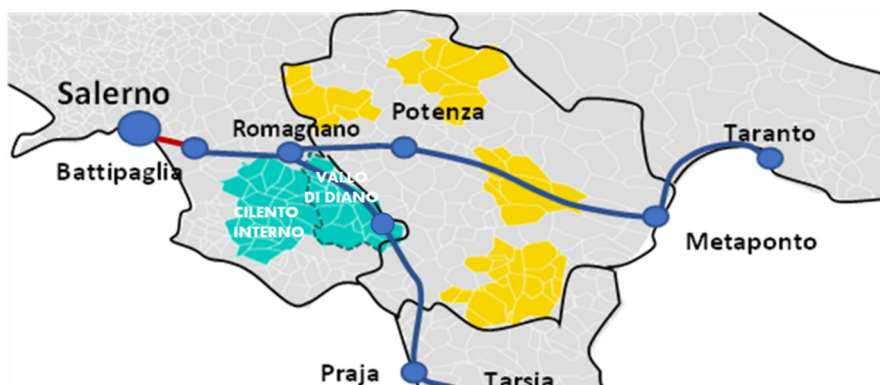 Salerno
Romagnano
Potenza
Taranto
Battipaglia
VALLO
DI DIANO
CILENTO
INTERNO
Metaponto
Praja
Tarsia